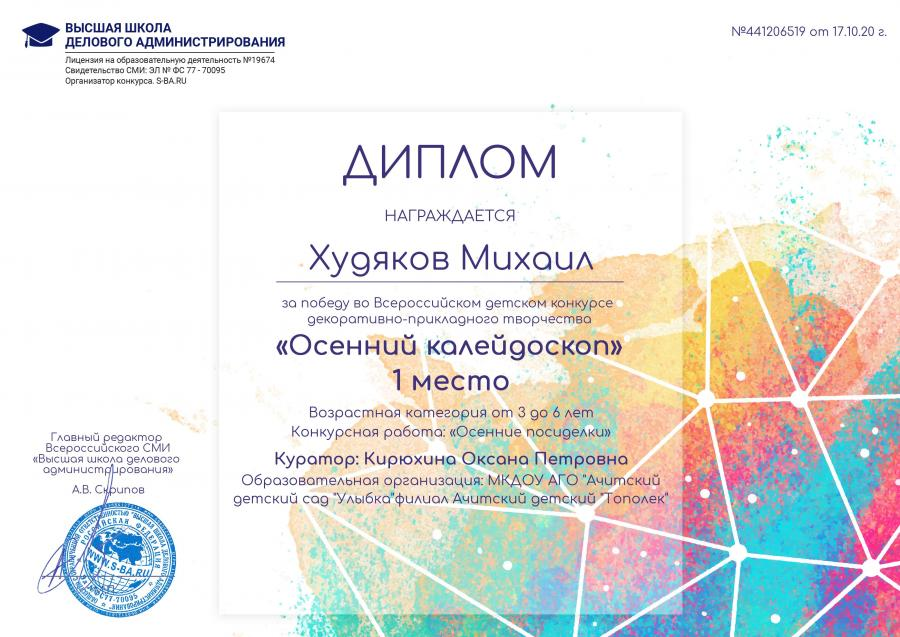 ВЫСШАЯ ШКОЛА
ДЕЛОВОГО АДМИНИСТРИРОВАНИЯ
Лицензия на образовательную деятельность №19674
Свидетельство СМИ: ЭЛ № ФС 77 - 70095
Организатор конкурса. S-BA.RU
№441206519 от 17.10.20 г.
ДИПЛОМ
НАГРАЖДАЕТСЯ
Худяков Михаил
за победу во Всероссийском детском конкурсе
декоративно-прикладного творчества
«Осенний калейдоскоп»
1 место
Возрастная категория от 3 до 6 лет
Конкурсная работа: «Осенние посиделки»
Куратор: Кирюхина Оксана Петровна
Образовательная организация: МКДОУ АГО "Ачитский
детский сад "Улыбка"филиал Ачитский детский "Тополек"
Главный редактор
Всероссийского СМИ
«Высшая школа делового
администрирования»
А.В. Скрипов
РОССИЙСКАЯ ФЕДЕРАЦИЯ
WWW.S-BA.RU
ФС77-70095